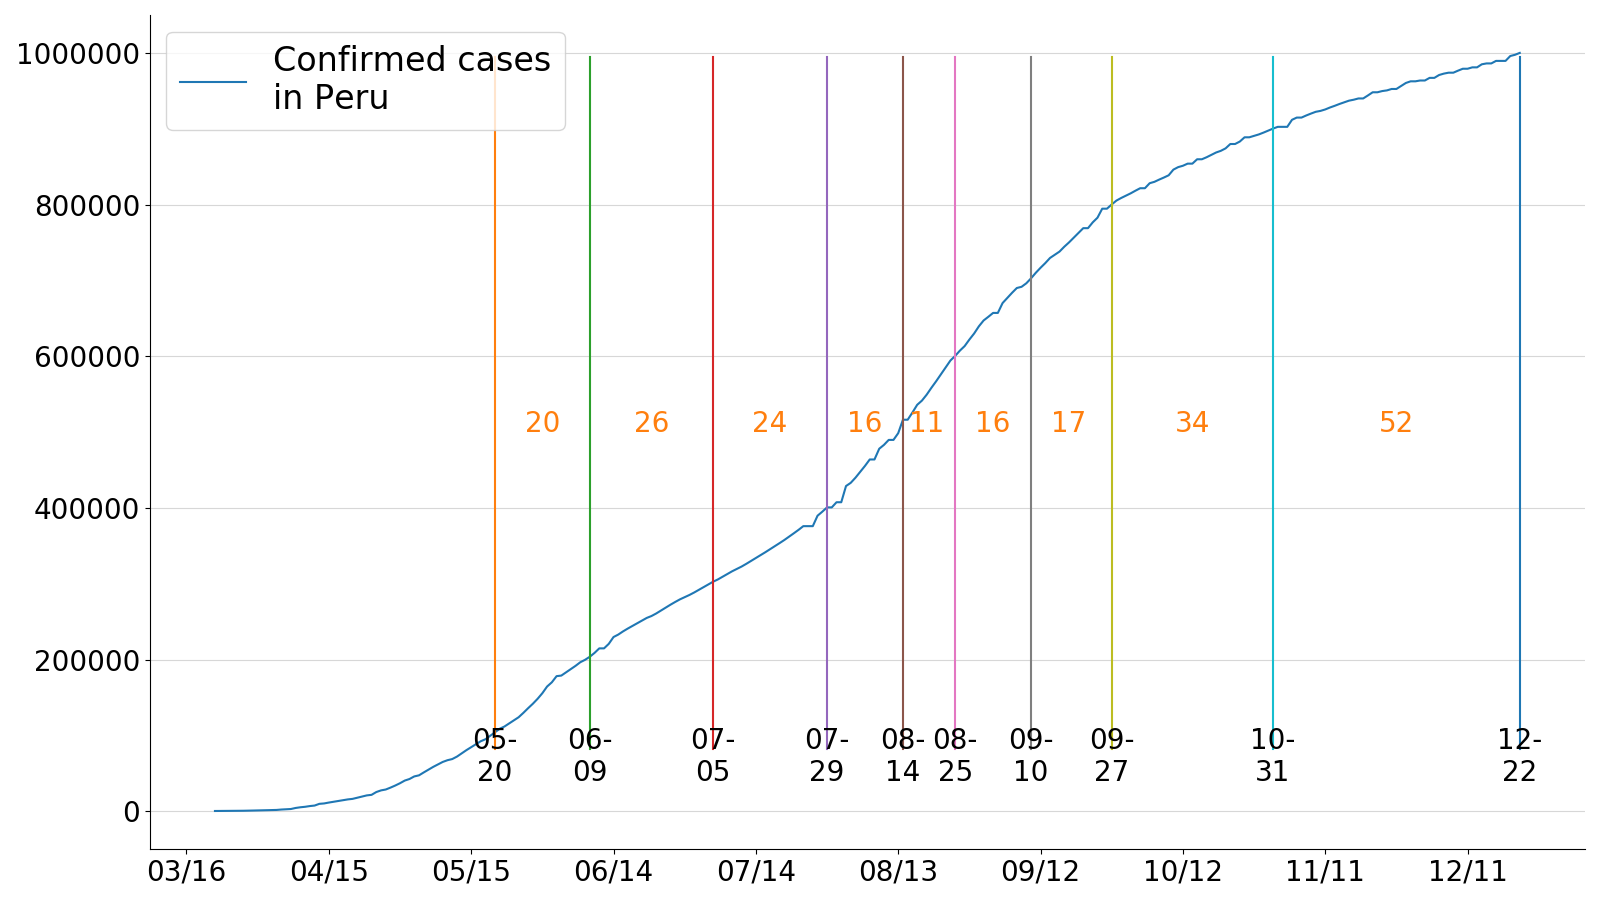 Confirmed cases
in Peru
1000000
800000
600000
400000
200000
0
20 26 24 16 11 16 17 34 52
05- 06- 07- 07- 08- 08- 09- 09- 10- 12-
20 09 05 29 14 25 10 27 31 22
03/16 04/15 05/15 06/14 07/14 08/13 09/12 10/12 11/11 12/11